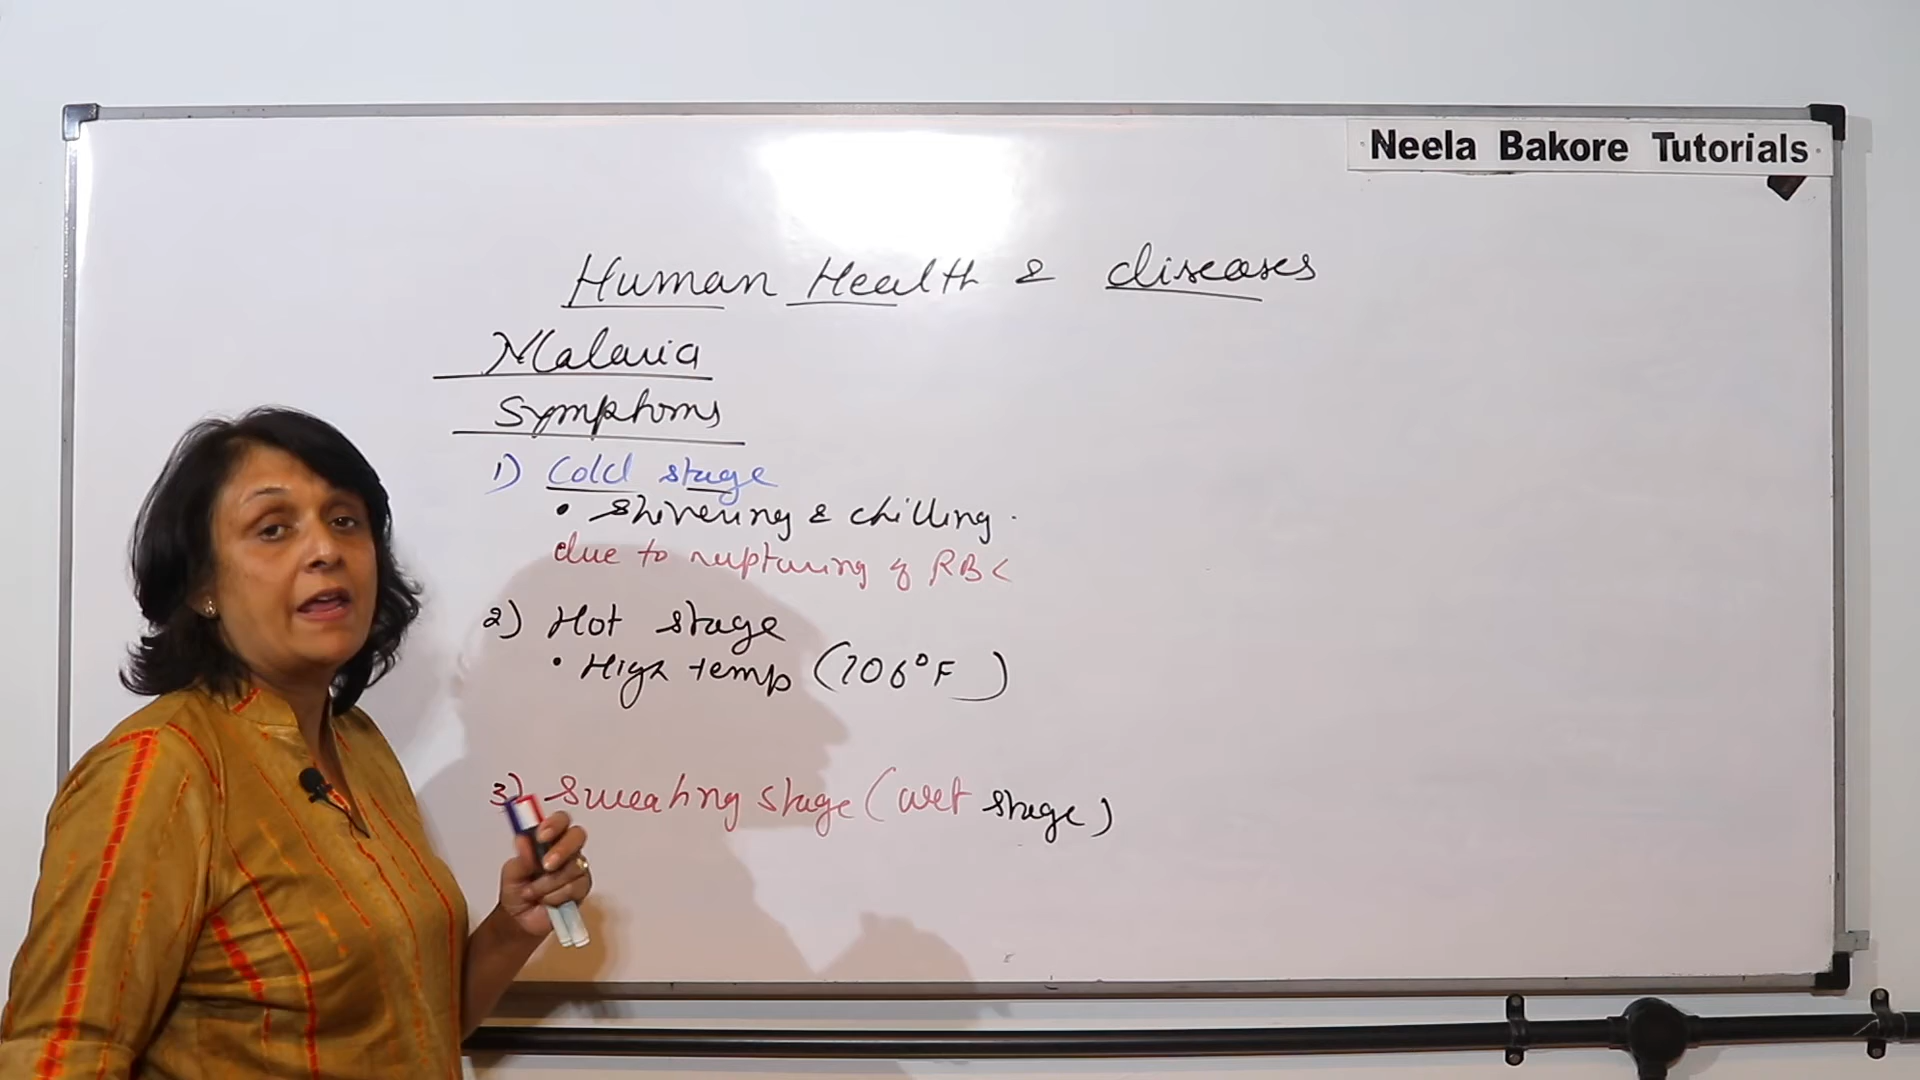 Neela Bakore Tutorials
Human Health & diseases
Malaria
Symptoms
1) Cold stage
• Shivering & chilling.
due to rupturing of RBC
2) Hot stage
• High temp (106°F)
3) Sweating stage (wet stage)